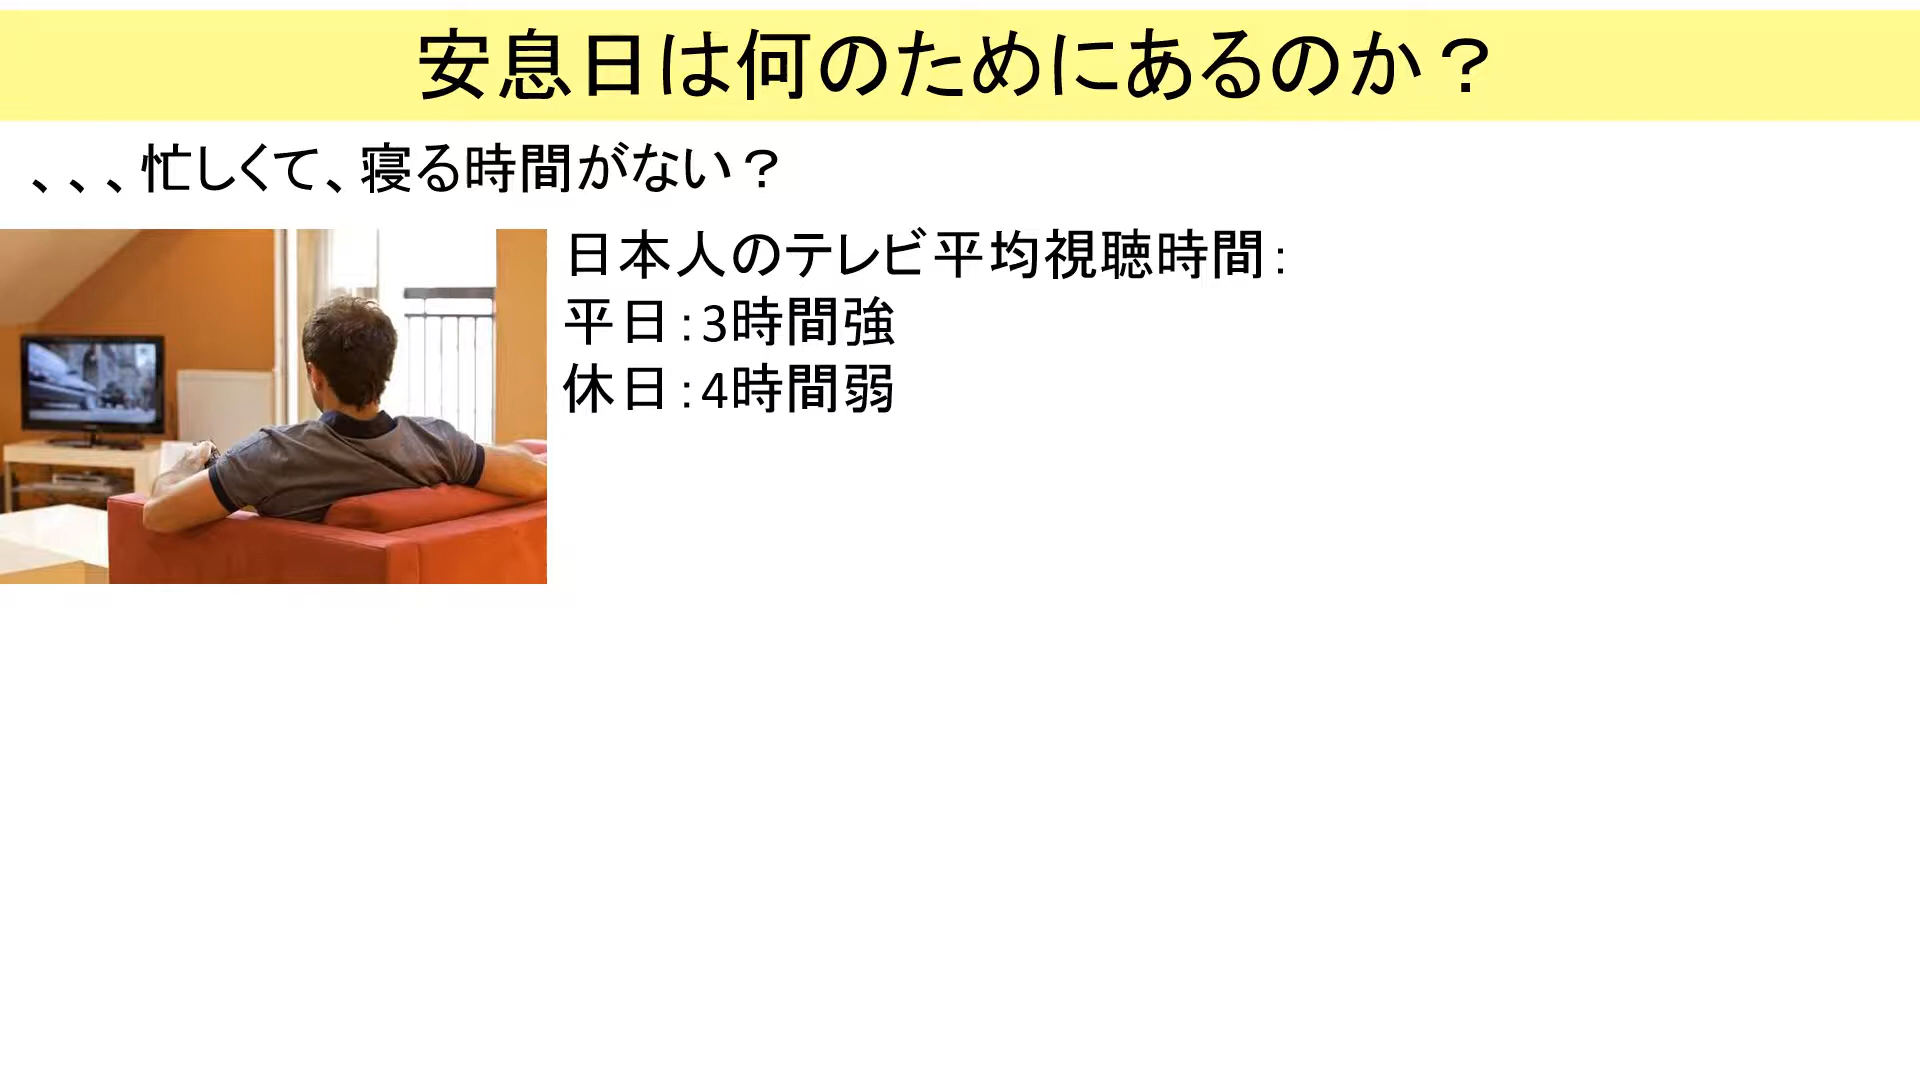 安息日は何のためにあるのか？
、、、忙しくて、寝る時間がない？
日本人のテレビ平均視聴時間：
平日：3時間強
休日：4時間弱